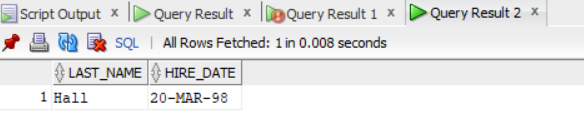 Script Output x Query Result x Query Result 1 x Query Result 2 x
SQL | All Rows Fetched: 1 in 0.008 seconds
LAST_NAME HIRE_DATE
1 Hall 20-MAR-98